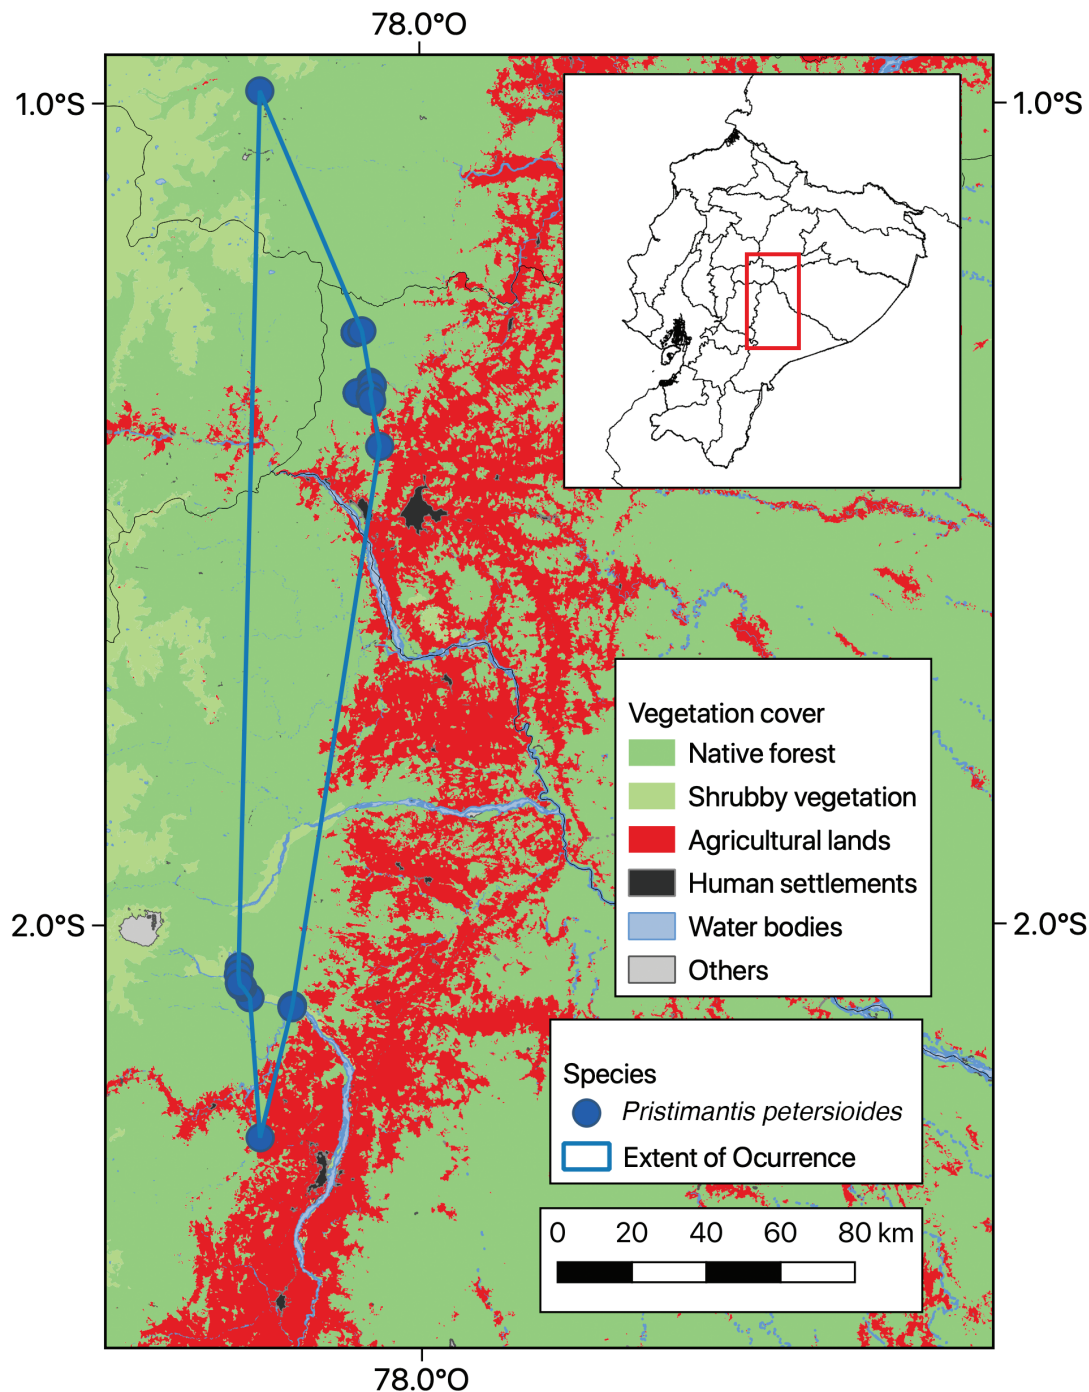 78.0°O
1.0°S
1.0°S
Vegetation cover
Native forest
Shrubby vegetation
Agricultural lands
Human settlements
Water bodies
Others
2.0°S
2.0°S
Species
Pristimantis petersioides
Extent of Ocurrence
0 20 40 60 80 km
78.0°O